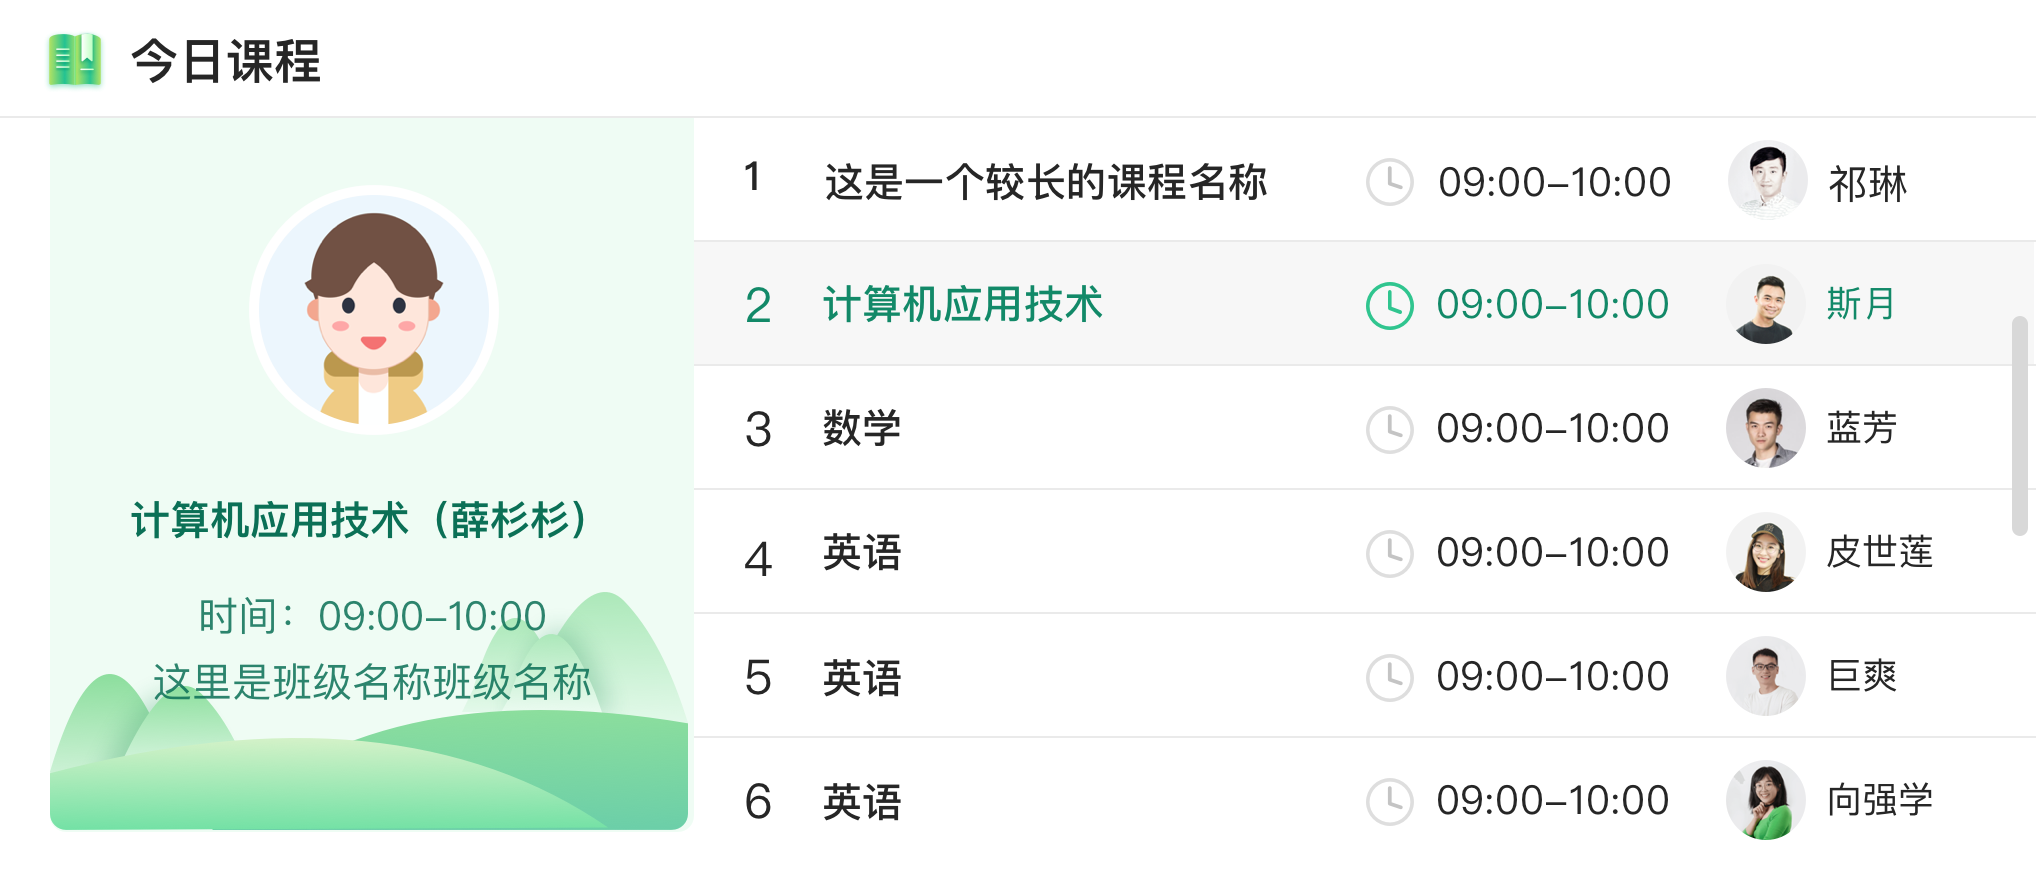 今日课程
计算机应用技术（薛杉杉）
时间：09:00–10:00
这里是班级名称班级名称
1 这是一个较长的课程名称 09:00–10:00 祁琳
2 计算机应用技术 09:00–10:00 斯月
3 数学 09:00–10:00 蓝芳
4 英语 09:00–10:00 皮世莲
5 英语 09:00–10:00 巨爽
6 英语 09:00–10:00 向强学